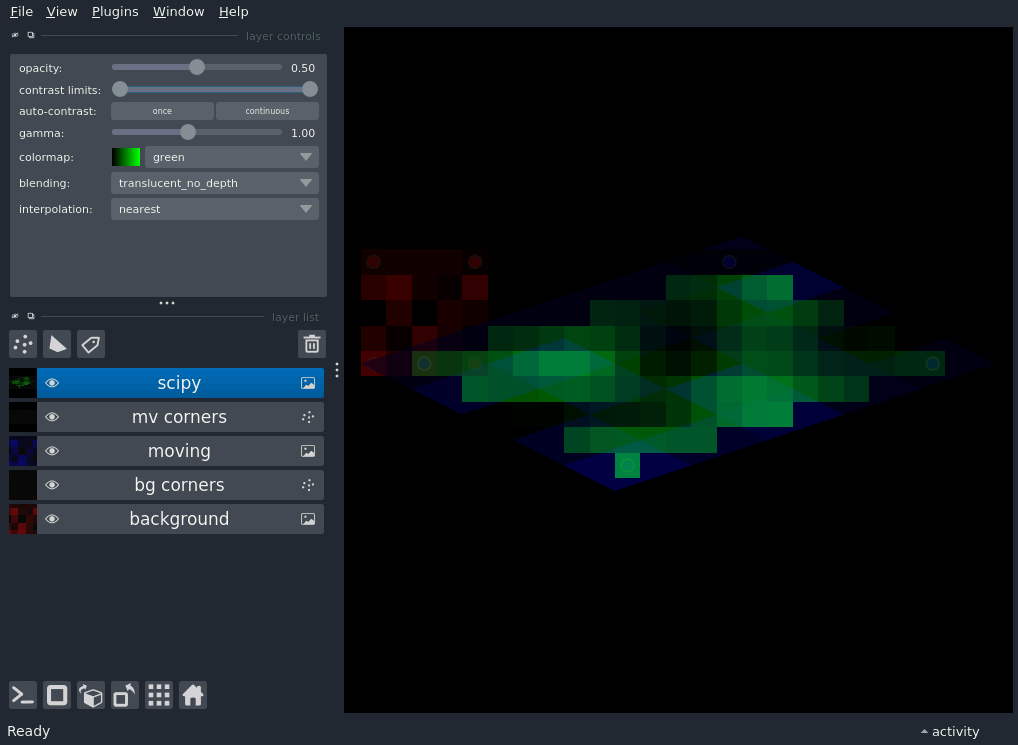 File View Plugins Window Help
layer controls
opacity: 0.50
contrast limits:
auto-contrast: once continuous
gamma: 1.00
colormap: green
blending: translucent_no_depth
interpolation: nearest
layer list
scipy
mv corners
moving
bg corners
background
Ready
activity